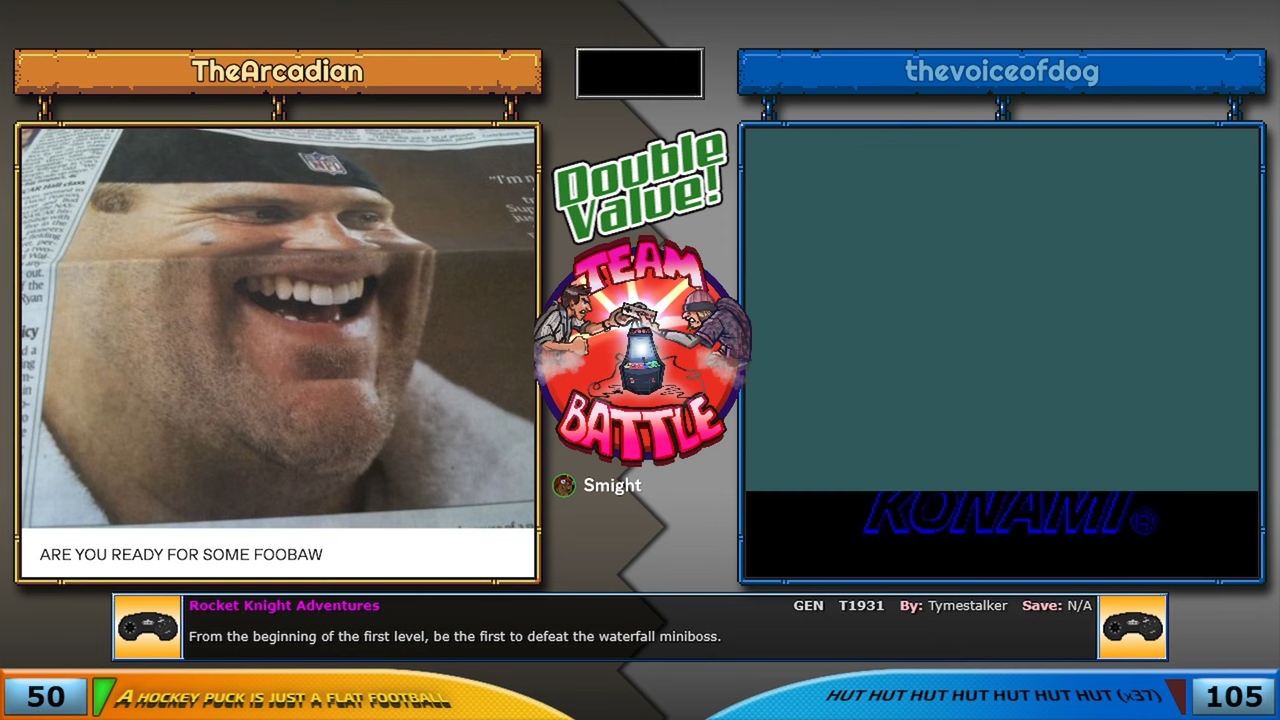 TheArcadian
thevoiceofdog
Double
Value!
NFL
"I'm n
out.
TEAM
BATTLE
Smight
KONAMI®
ARE YOU READY FOR SOME FOOBAW
Rocket Knight Adventures
GEN T1931 By: Tymestalker Save: N/A
From the beginning of the first level, be the first to defeat the waterfall miniboss.
50
A HOCKEY PUCK IS JUST A FLAT FOOTBALL
HUT HUT HUT HUT HUT HUT HUT (x37)
105